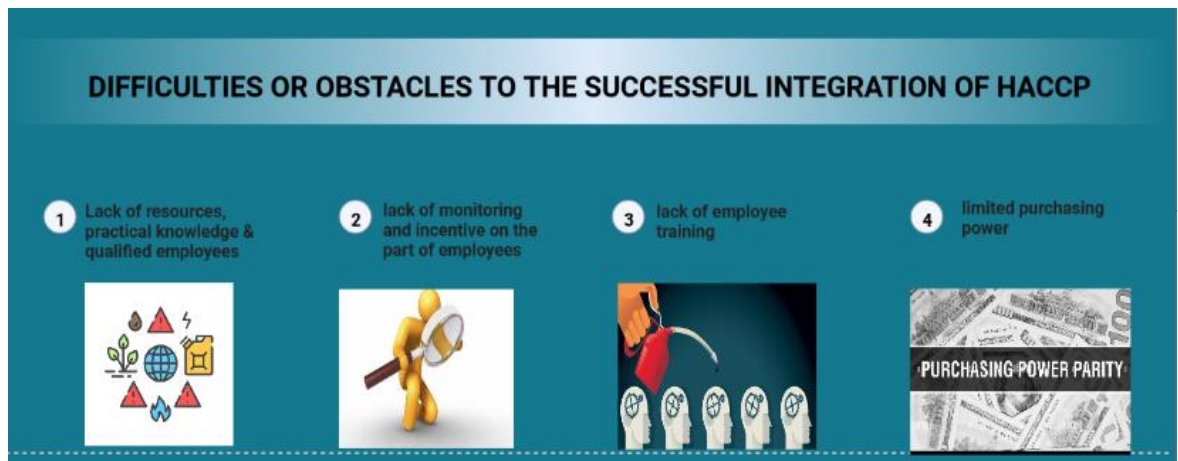 DIFFICULTIES OR OBSTACLES TO THE SUCCESSFUL INTEGRATION OF HACCP
1
Lack of resources,
practical knowledge &
qualified employees
2
lack of monitoring
and incentive on the
part of employees
3
lack of employee
training
4
limited purchasing
power
PURCHASING POWER PARITY
100